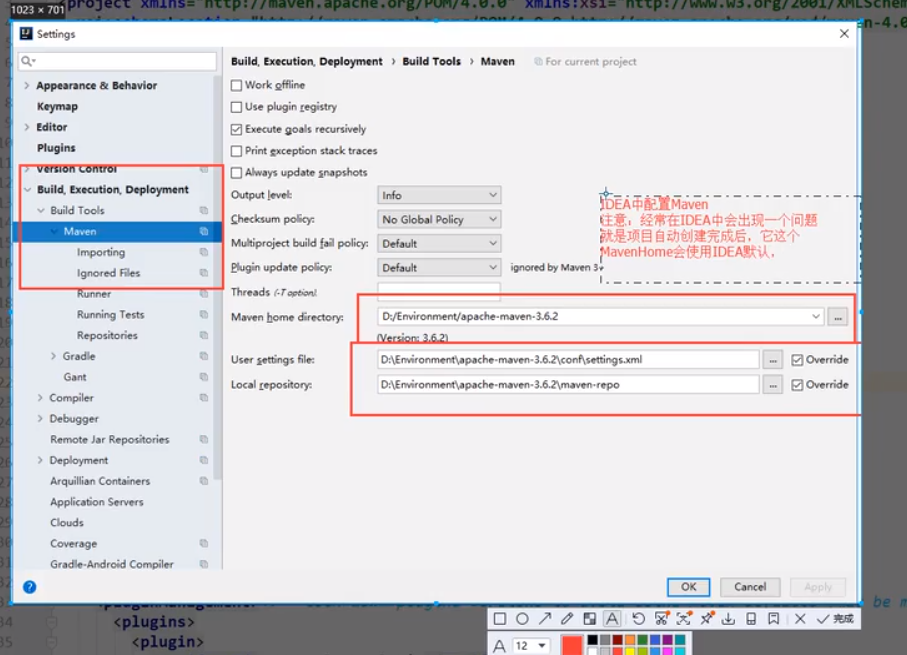 1023 × 701
project xmlns="http://maven.apache.org/POM/4.0.0" xmlns:xsi="http://www.w3.org/2001/XMLSchem
Settings
Build, Execution, Deployment › Build Tools › Maven For current project
Appearance & Behavior
Keymap
Editor
Plugins
Version Control
Build, Execution, Deployment
Build Tools
Maven
Importing
Ignored Files
Runner
Running Tests
Repositories
Gradle
Gant
Compiler
Debugger
Remote Jar Repositories
Deployment
Arquillian Containers
Application Servers
Clouds
Coverage
Gradle-Android Compiler
Work offline
Use plugin registry
Execute goals recursively
Print exception stack traces
Always update snapshots
Output level: Info
Checksum policy: No Global Policy
Multiproject build fail policy: Default
Plugin update policy: Default ignored by Maven 3+
Threads (-T option)
Maven home directory: D:/Environment/apache-maven-3.6.2 ...
(Version: 3.6.2)
User settings file: D:\Environment\apache-maven-3.6.2\conf\settings.xml ... Override
Local repository: D:\Environment\apache-maven-3.6.2\maven-repo ... Override
IDEA中配置Maven
注意：经常在IDEA中会出现一个问题
就是项目自动创建完成后，它这个
MavenHome会使用IDEA默认，
? OK Cancel Apply
be m
<plugins>
<plugin>
A 完成
A 12